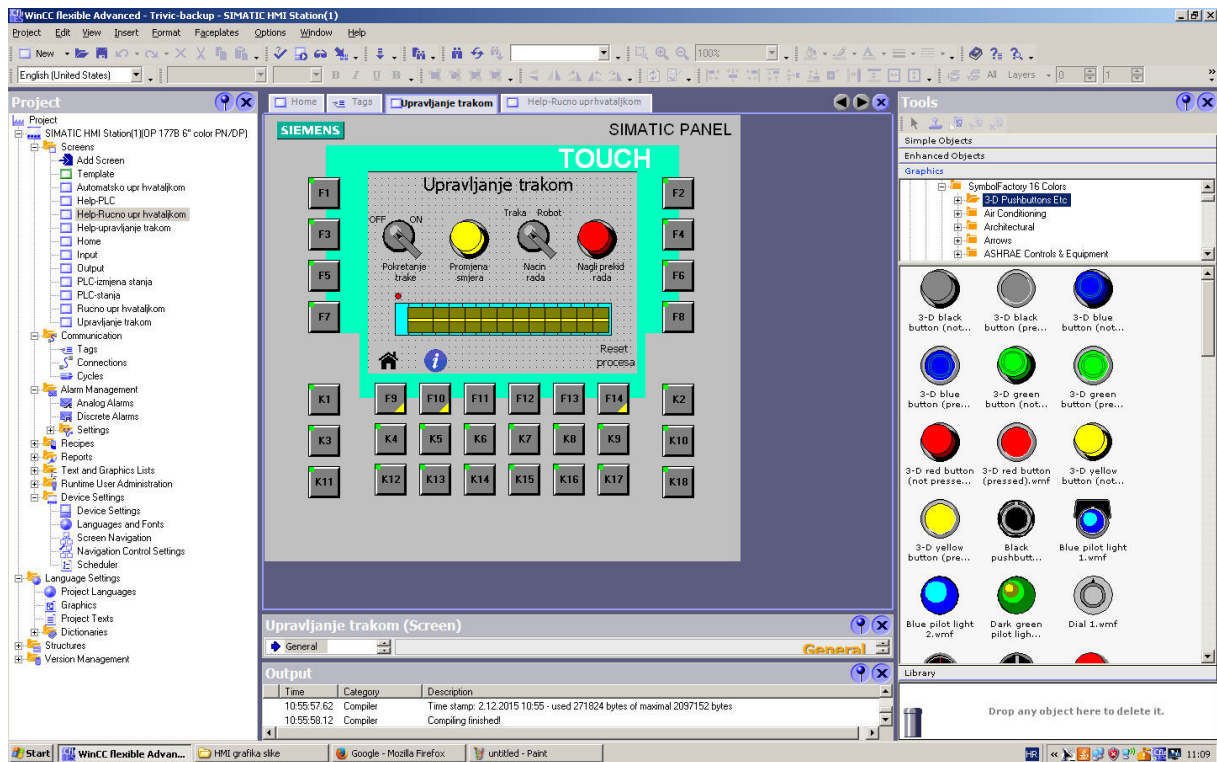 WinCC flexible Advanced - Trivic-backup - SIMATIC HMI Station(1)
Project Edit View Insert Format Faceplates Options Window Help
New 100%
English (United States) B I U B All Layers - 0 1
Project
Project
SIMATIC HMI Station(1)(OP 177B 6" color PN/DP)
Screens
Add Screen
Template
Automatsko upr hvataljkom
Help-PLC
Help-Rucno upr hvataljkom
Help-upravljanje trakom
Home
Input
Output
PLC-izmjena stanja
PLC-stanja
Rucno upr hvataljkom
Upravljanje trakom
Communication
Tags
Connections
Cycles
Alarm Management
Analog Alarms
Discrete Alarms
Settings
Recipes
Reports
Text and Graphics Lists
Runtime User Administration
Device Settings
Device Settings
Languages and Fonts
Screen Navigation
Navigation Control Settings
Scheduler
Language Settings
Project Languages
Graphics
Project Texts
Dictionaries
Structures
Version Management
Home Tags Upravljanje trakom Help-Rucno uprhvataljkom
SIEMENS SIMATIC PANEL
TOUCH
Upravljanje trakom
OFF ON Traka Robot
Pokretanje trake
Promjena smjera
Nacin rada
Nagli prekid rada
Reset
procesa
F1 F2
F3 F4
F5 F6
F7 F8
K1 F9 F10 F11 F12 F13 F14 K2
K3 K4 K5 K6 K7 K8 K9 K10
K11 K12 K13 K14 K15 K16 K17 K18
Upravljanje trakom (Screen)
General General
Output
Time Category Description
10:55:57.62 Compiler Time stamp: 2.12.2015 10:55 - used 271824 bytes of maximal 2097152 bytes
10:55:58.12 Compiler Compiling finished!
Tools
Simple Objects
Enhanced Objects
Graphics
SymbolFactory 16 Colors
3-D Pushbuttons Etc
Air Conditioning
Architectural
Arrows
ASHRAE Controls & Equipment
3-D black button (not...
3-D black button (pre...
3-D blue button (not...
3-D blue button (pre...
3-D green button (not...
3-D green button (pre...
3-D red button (not presse...
3-D red button (pressed).wmf
3-D yellow button (not...
3-D yellow button (pre...
Black pushbutt...
Blue pilot light 1.wmf
Blue pilot light 2.wmf
Dark green pilot ligh...
Dial 1.wmf
Library
Drop any object here to delete it.
Start WinCC flexible Advan... HMI grafika slike Google - Mozilla Firefox untitled - Paint HR 11:09